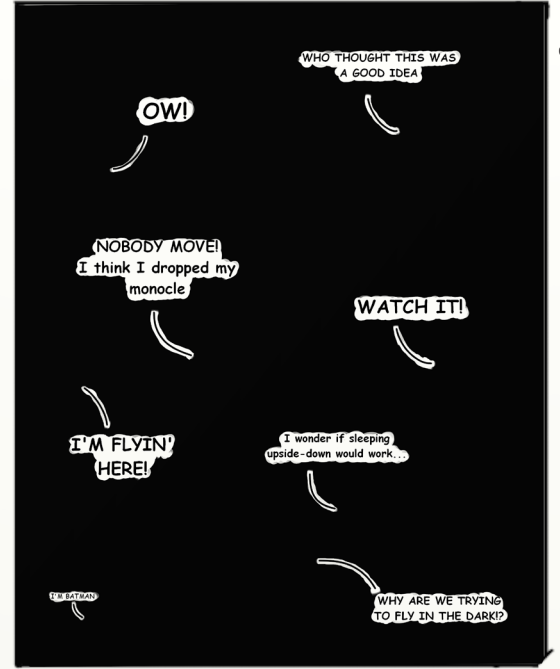 WHO THOUGHT THIS WAS
A GOOD IDEA
OW!
NOBODY MOVE!
I think I dropped my
monocle
WATCH IT!
I'M FLYIN'
HERE!
I wonder if sleeping
upside-down would work...
I'M BATMAN
WHY ARE WE TRYING
TO FLY IN THE DARK!?